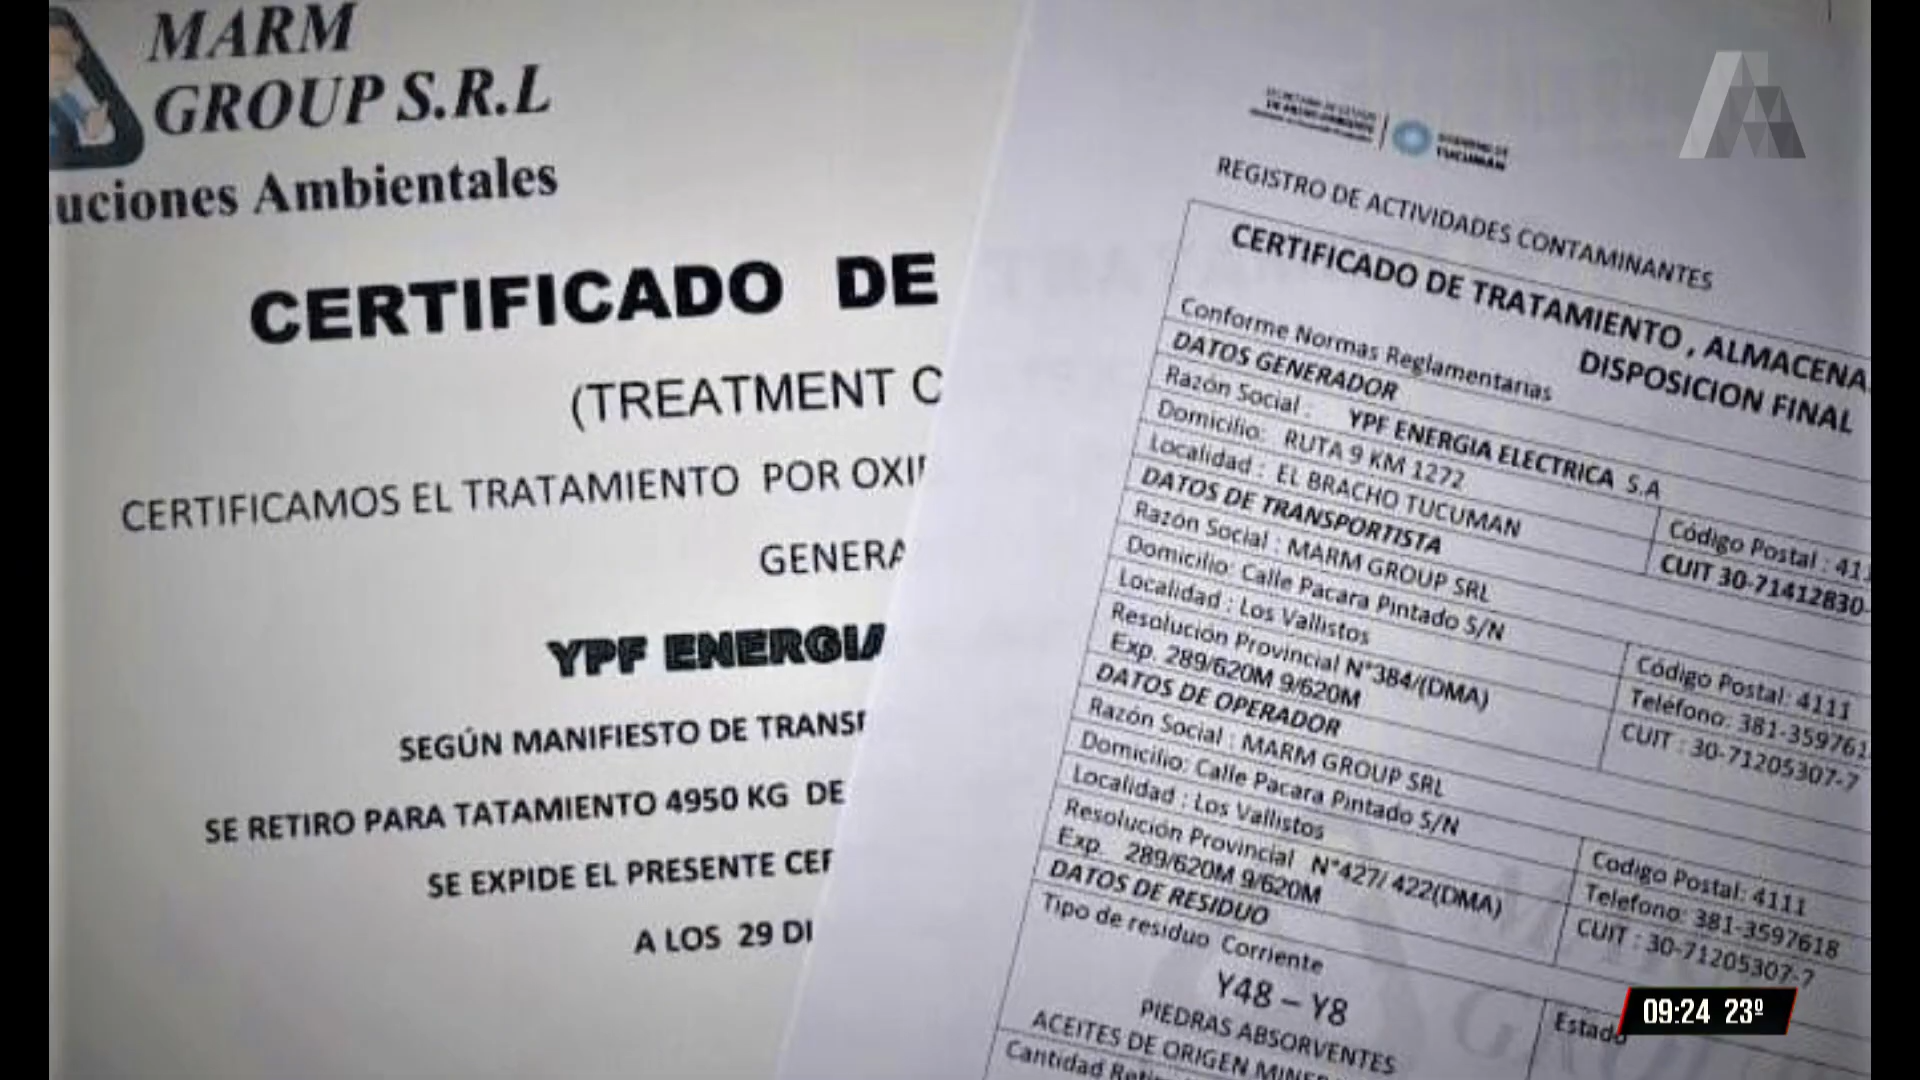 MARM
GROUP S.R.L
uciones Ambientales
CERTIFICADO DE
(TREATMENT C
CERTIFICAMOS EL TRATAMIENTO POR OXI
GENERA
YPF ENERGIA
SEGÚN MANIFIESTO DE TRANSF
SE RETIRO PARA TATAMIENTO 4950 KG DE
SE EXPIDE EL PRESENTE CER
A LOS 29 DI
TUCUMAN
REGISTRO DE ACTIVIDADES CONTAMINANTES
CERTIFICADO DE TRATAMIENTO , ALMACENA
DISPOSICION FINAL
Conforme Normas Reglamentarias
DATOS GENERADOR
Razón Social : YPF ENERGIA ELECTRICA S.A
Domicilio: RUTA 9 KM 1272 Código Postal : 411
Localidad : EL BRACHO TUCUMAN CUIT 30-71412830-
DATOS DE TRANSPORTISTA
Razón Social : MARM GROUP SRL
Domicilio: Calle Pacara Pintado S/N Código Postal: 4111
Localidad : Los Vallistos Teléfono: 381-359761
Resolución Provincial N°384/(DMA) CUIT : 30-71205307-7
Exp. 289/620M 9/620M
DATOS DE OPERADOR
Razón Social : MARM GROUP SRL
Domicilio: Calle Pacara Pintado S/N Codigo Postal: 4111
Localidad : Los Vallistos Telefono: 381-3597618
Resolución Provincial N°427/ 422(DMA) CUIT : 30-71205307-7
Exp. 289/620M 9/620M
DATOS DE RESIDUO
Tipo de residuo Corriente Estado
Y48 – Y8
PIEDRAS ABSORVENTES
ACEITES DE ORIGEN MINER
Cantidad
09:24 23º